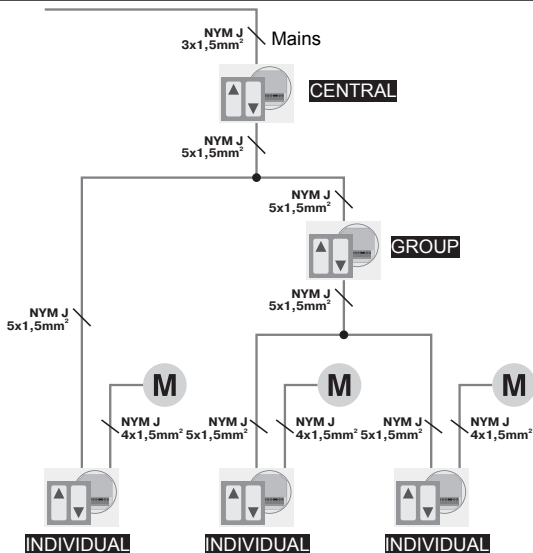 NYM J
3x1,5mm²
Mains
CENTRAL
NYM J
5x1,5mm²
NYM J
5x1,5mm²
GROUP
NYM J
5x1,5mm²
NYM J
5x1,5mm²
M
M
M
NYM J
4x1,5mm²
NYM J
5x1,5mm²
NYM J
4x1,5mm²
NYM J
5x1,5mm²
NYM J
4x1,5mm²
INDIVIDUAL
INDIVIDUAL
INDIVIDUAL